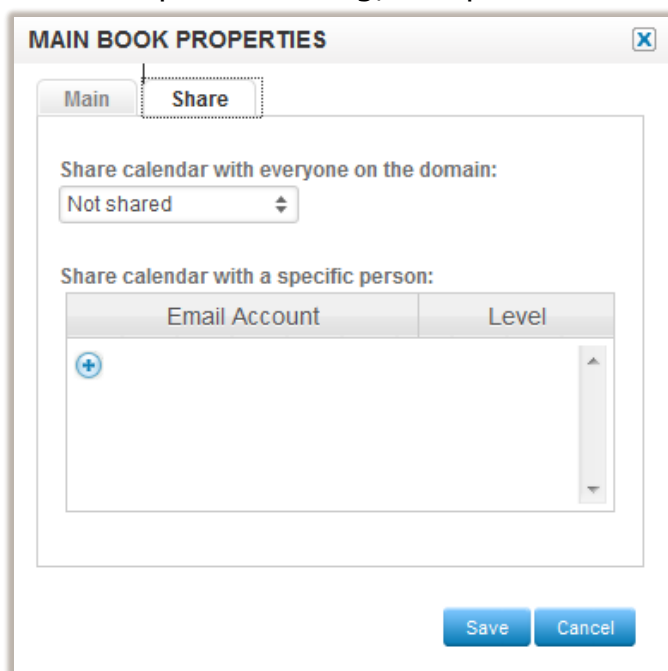 MAIN BOOK PROPERTIES
Main Share
Share calendar with everyone on the domain:
Not shared
Share calendar with a specific person:
Email Account Level
Save Cancel